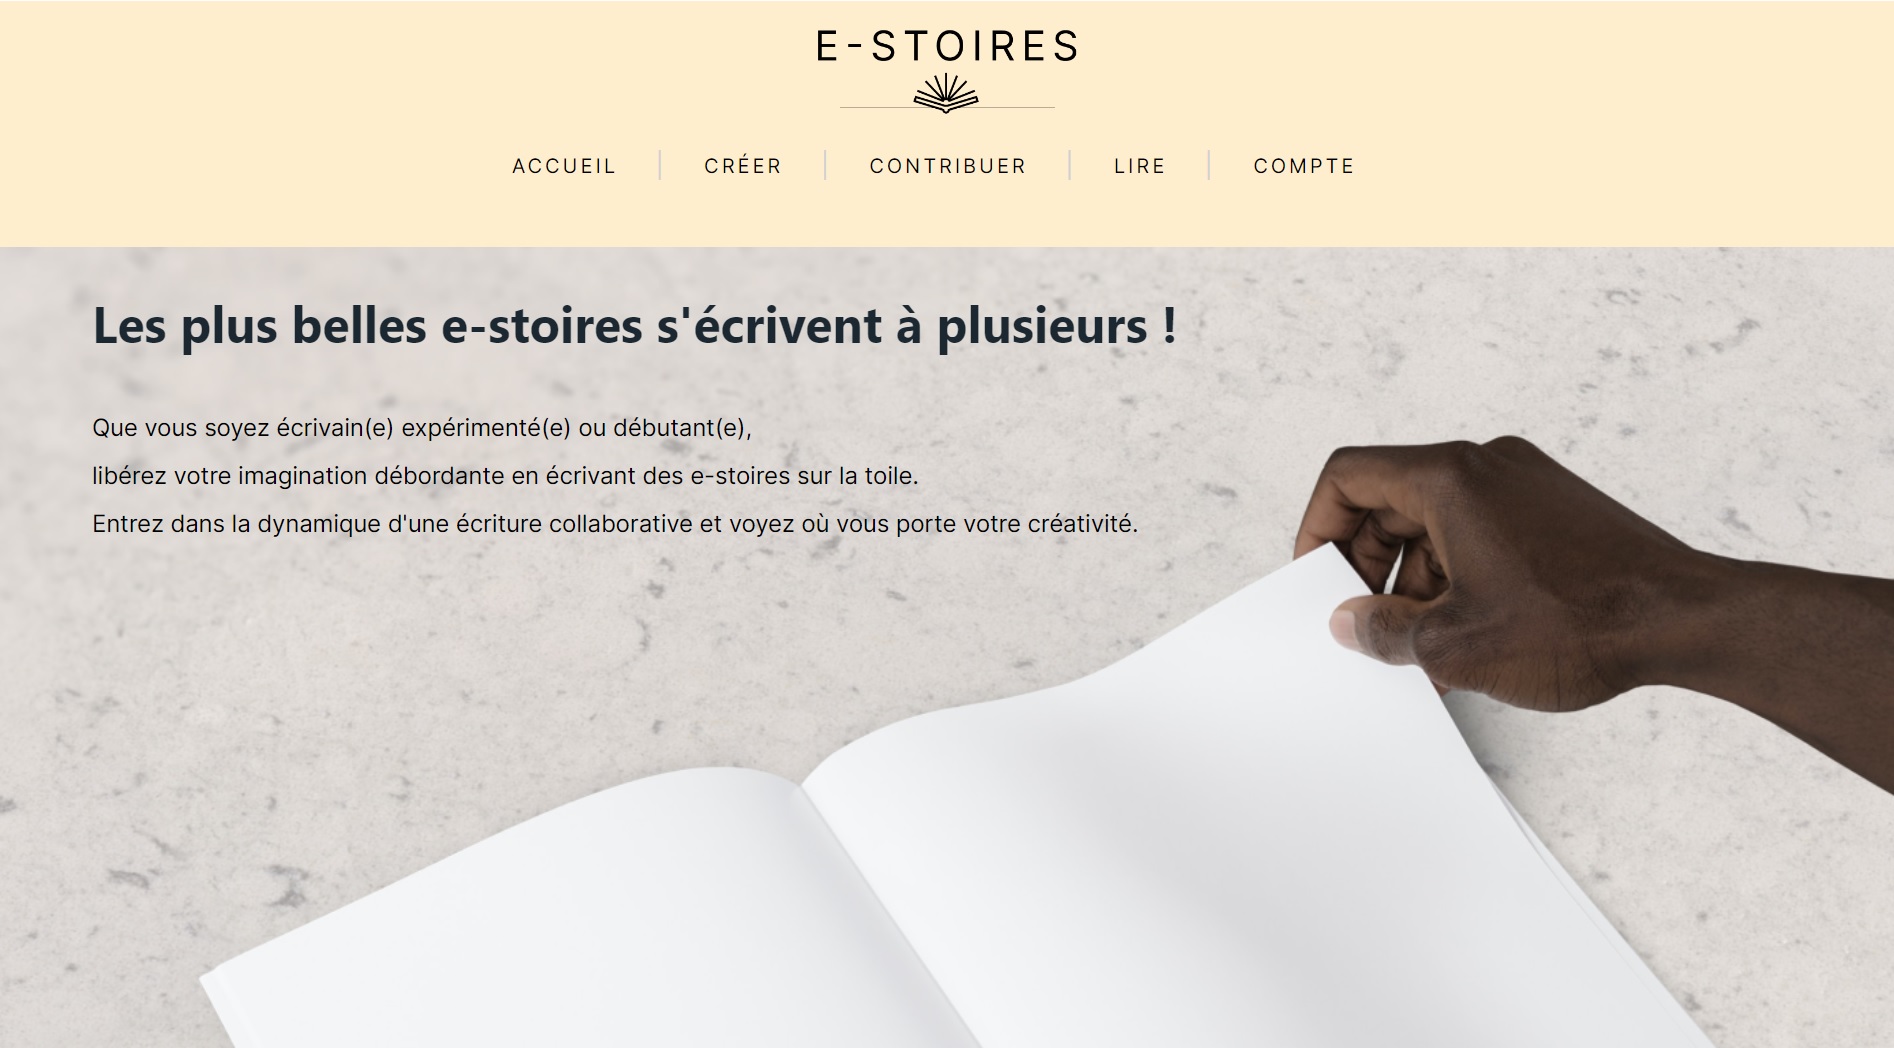 E-STOIRES
ACCUEIL CRÉER CONTRIBUER LIRE COMPTE
Les plus belles e-stoires s'écrivent à plusieurs !
Que vous soyez écrivain(e) expérimenté(e) ou débutant(e),
libérez votre imagination débordante en écrivant des e-stoires sur la toile.
Entrez dans la dynamique d'une écriture collaborative et voyez où vous porte votre créativité.